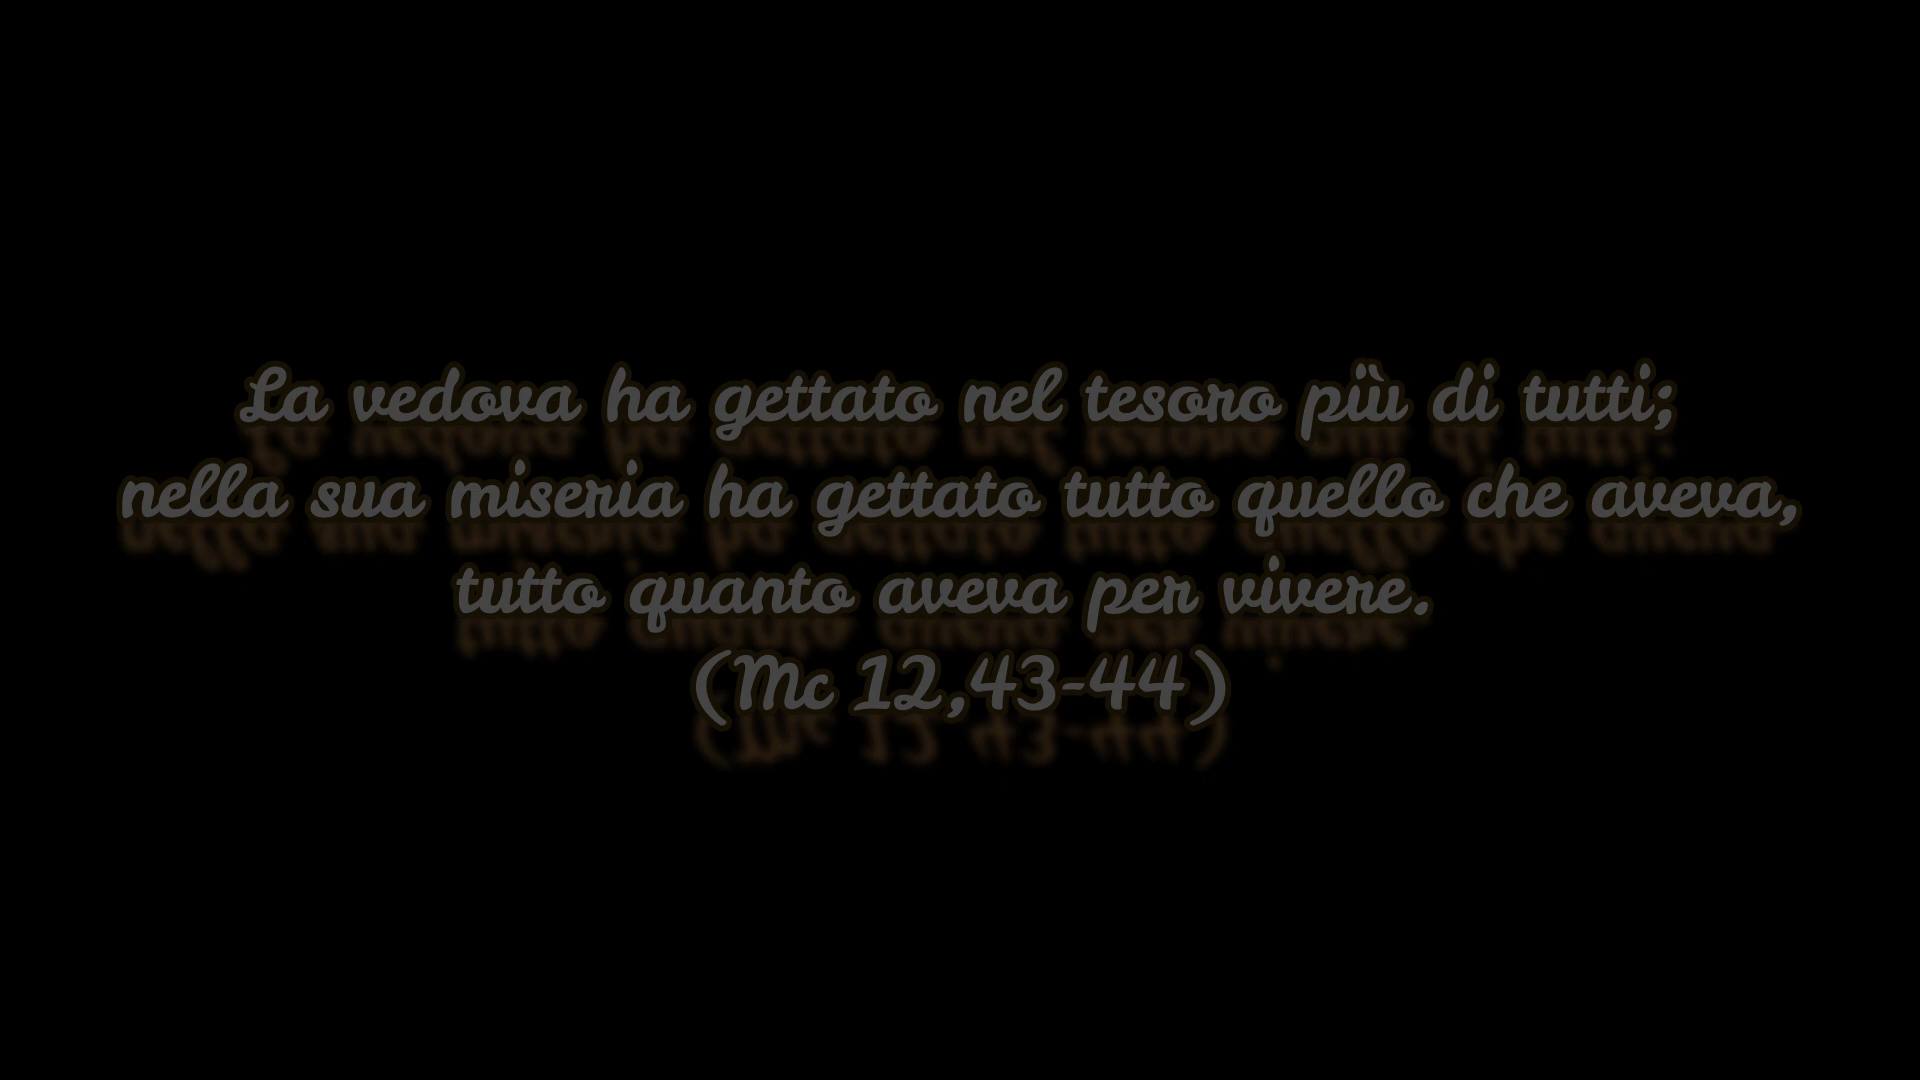 La vedova ha gettato nel tesoro più di tutti;
nella sua miseria ha gettato tutto quello che aveva,
tutto quanto aveva per vivere.
(Mc 12,43-44)